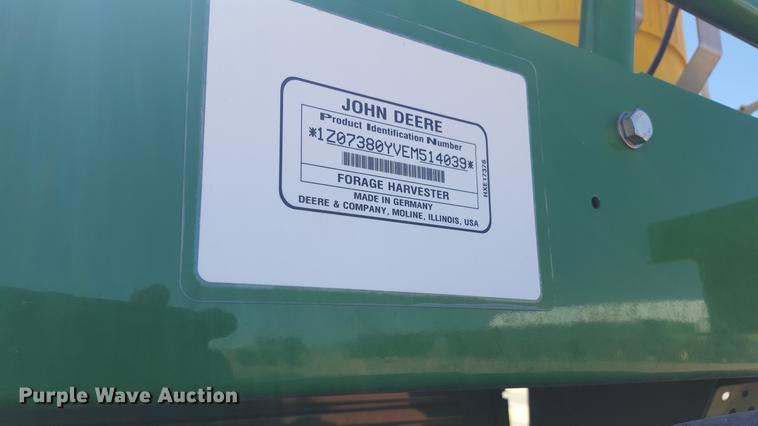 JOHN DEERE
Product Identification Number
*1Z07380YVEM514039*
FORAGE HARVESTER
MADE IN GERMANY
DEERE & COMPANY, MOLINE, ILLINOIS, USA
HXE17376
Purple Wave Auction